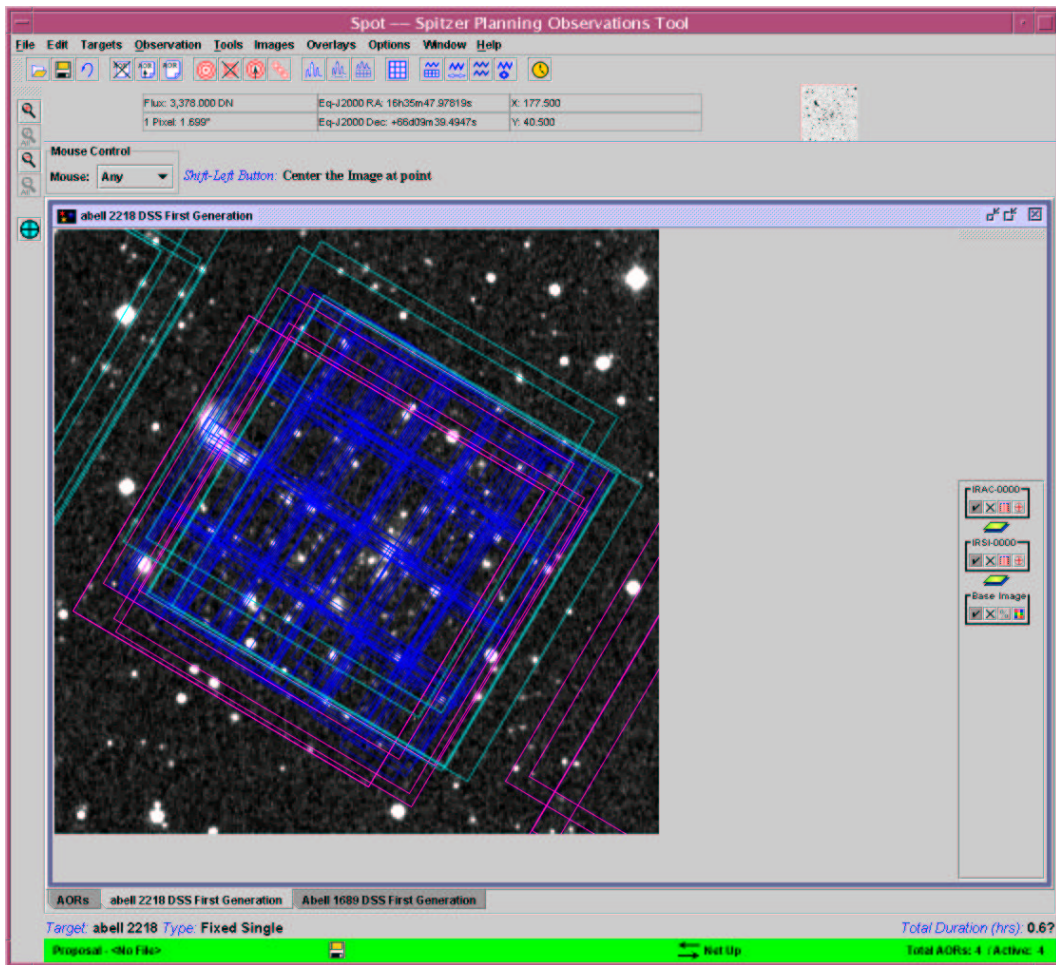 Spot –– Spitzer Planning Observations Tool
File Edit Targets Observation Tools Images Overlays Options Window Help
Flux: 3,378.000 DN Eq-J2000 RA: 16h35m47.97819s X: 177.500
1 Pixel: 1.699" Eq-J2000 Dec: +66d09m39.4947s Y: 40.500
Mouse Control
Mouse: Any Shift-Left Button: Center the Image at point
abell 2218 DSS First Generation
IRAC-0000
IRSI-0000
Base Image
AORs abell 2218 DSS First Generation Abell 1689 DSS First Generation
Target: abell 2218 Type: Fixed Single Total Duration (hrs): 0.6?
Proposal - <No File> Net Up Total AORs: 4 / Active: 4